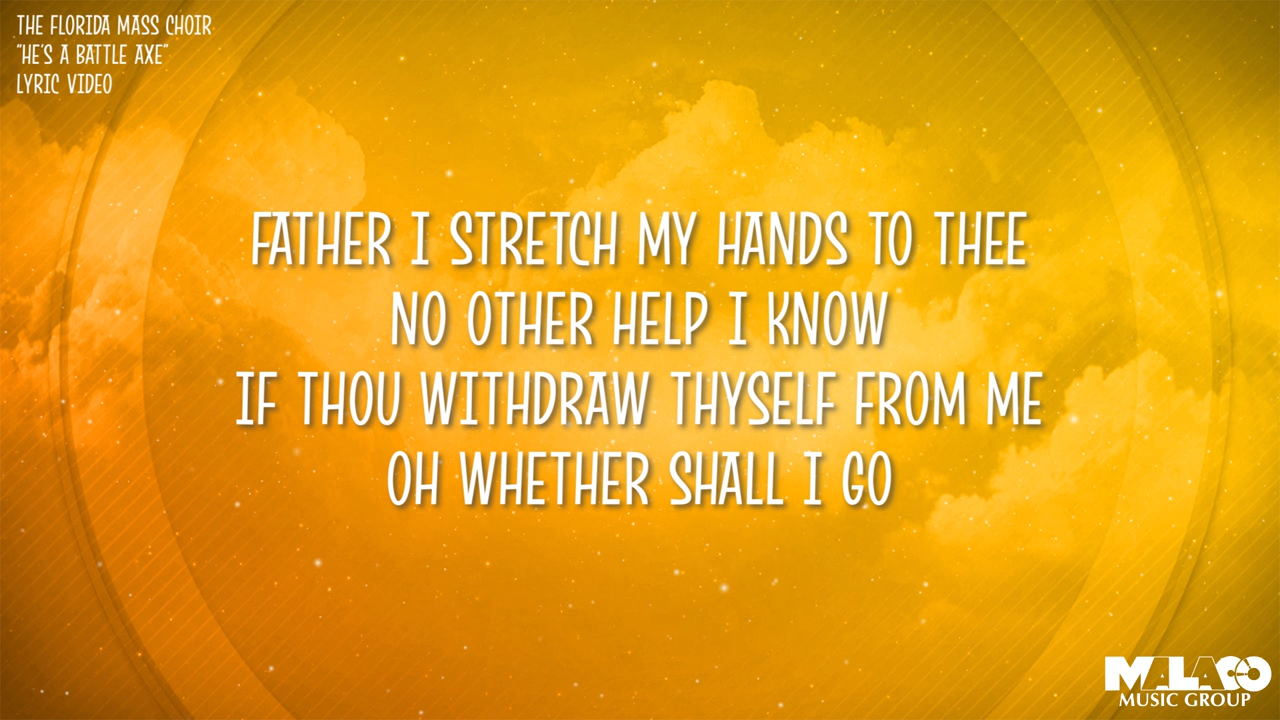 THE FLORIDA MASS CHOIR
"HE'S A BATTLE AXE"
LYRIC VIDEO
FATHER I STRETCH MY HANDS TO THEE
NO OTHER HELP I KNOW
IF THOU WITHDRAW THYSELF FROM ME
OH WHETHER SHALL I GO
MALACO
MUSIC GROUP